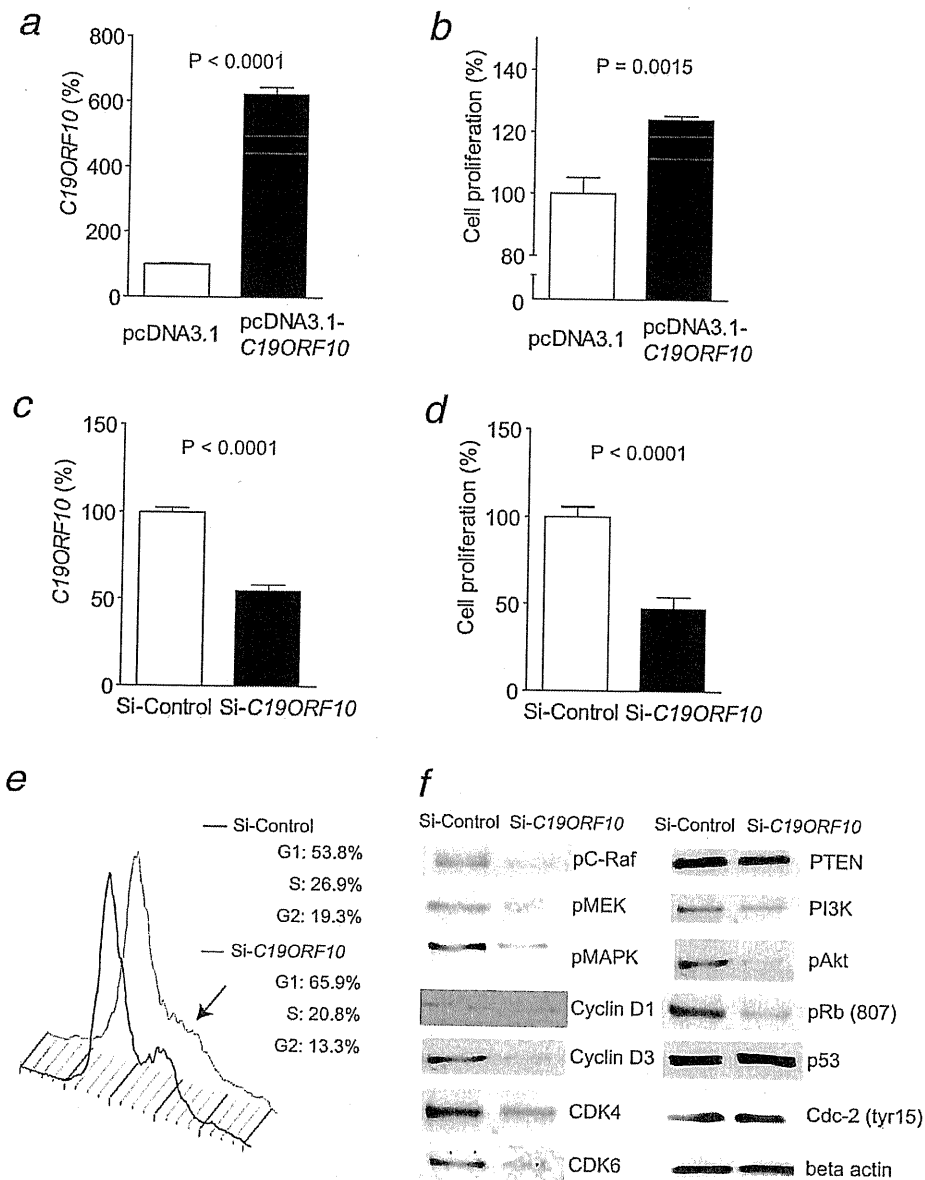 a
800
600
400
200
0
C19ORF10 (%)
P < 0.0001
pcDNA3.1
pcDNA3.1-
C19ORF10
b
140
120
100
80
0
Cell proliferation (%)
P = 0.0015
pcDNA3.1
pcDNA3.1-
C19ORF10
c
150
100
50
0
C19ORF10 (%)
P < 0.0001
Si-Control Si-C19ORF10
d
150
100
50
0
Cell proliferation (%)
P < 0.0001
Si-Control Si-C19ORF10
e
Si-Control
G1: 53.8%
S: 26.9%
G2: 19.3%
Si-C19ORF10
G1: 65.9%
S: 20.8%
G2: 13.3%
f
Si-Control Si-C19ORF10
pC-Raf
pMEK
pMAPK
Cyclin D1
Cyclin D3
CDK4
CDK6
Si-Control Si-C19ORF10
PTEN
PI3K
pAkt
pRb (807)
p53
Cdc-2 (tyr15)
beta actin